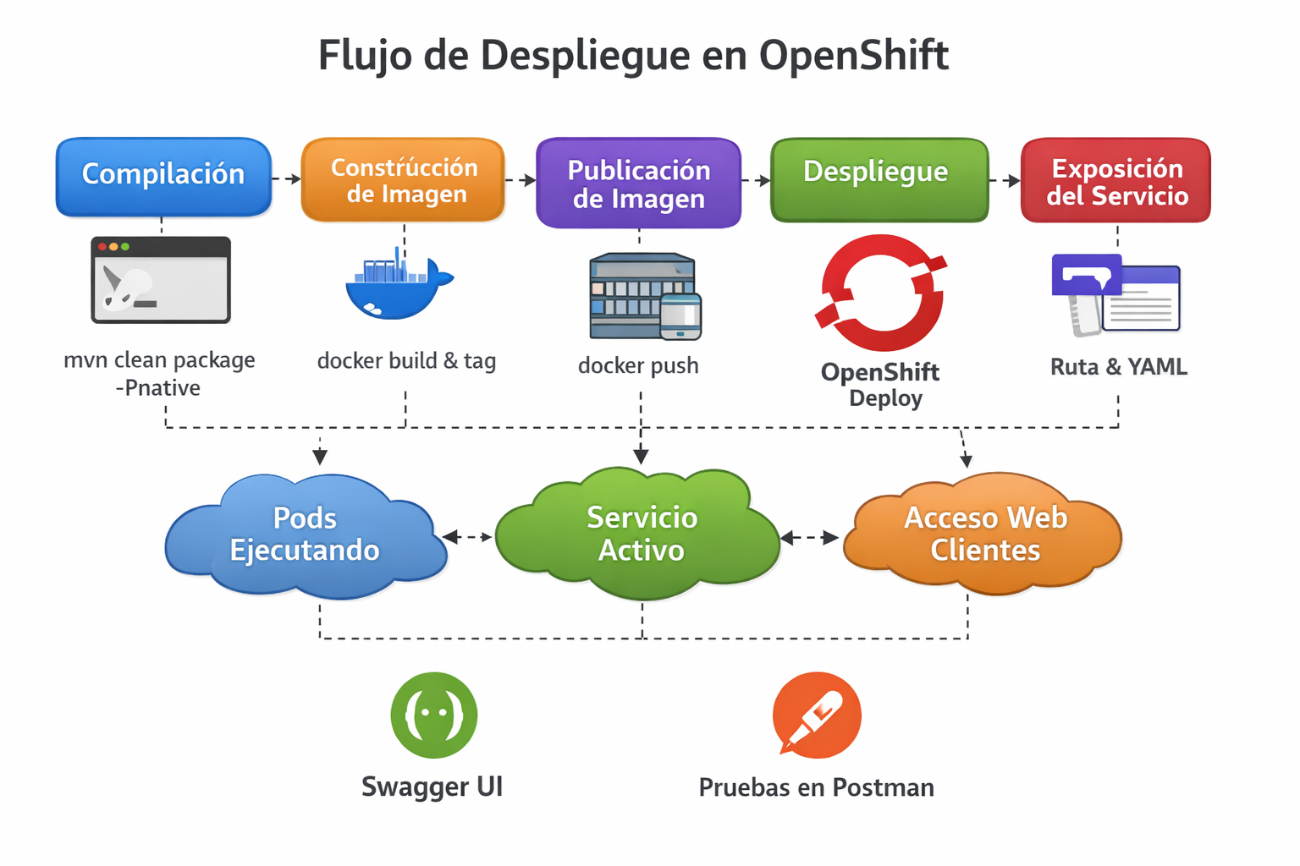 Flujo de Despliegue en OpenShift
Compilación
Constŕúcción
de Imagen
Publicación
de Imagen
Despliegue
Exposición
del Servicio
mvn clean package
-Pnative
docker build & tag
docker push
OpenShift
Deploy
Ruta & YAML
Pods
Ejecutando
Servicio
Activo
Acceso Web
Clientes
Swagger UI
Pruebas en Postman